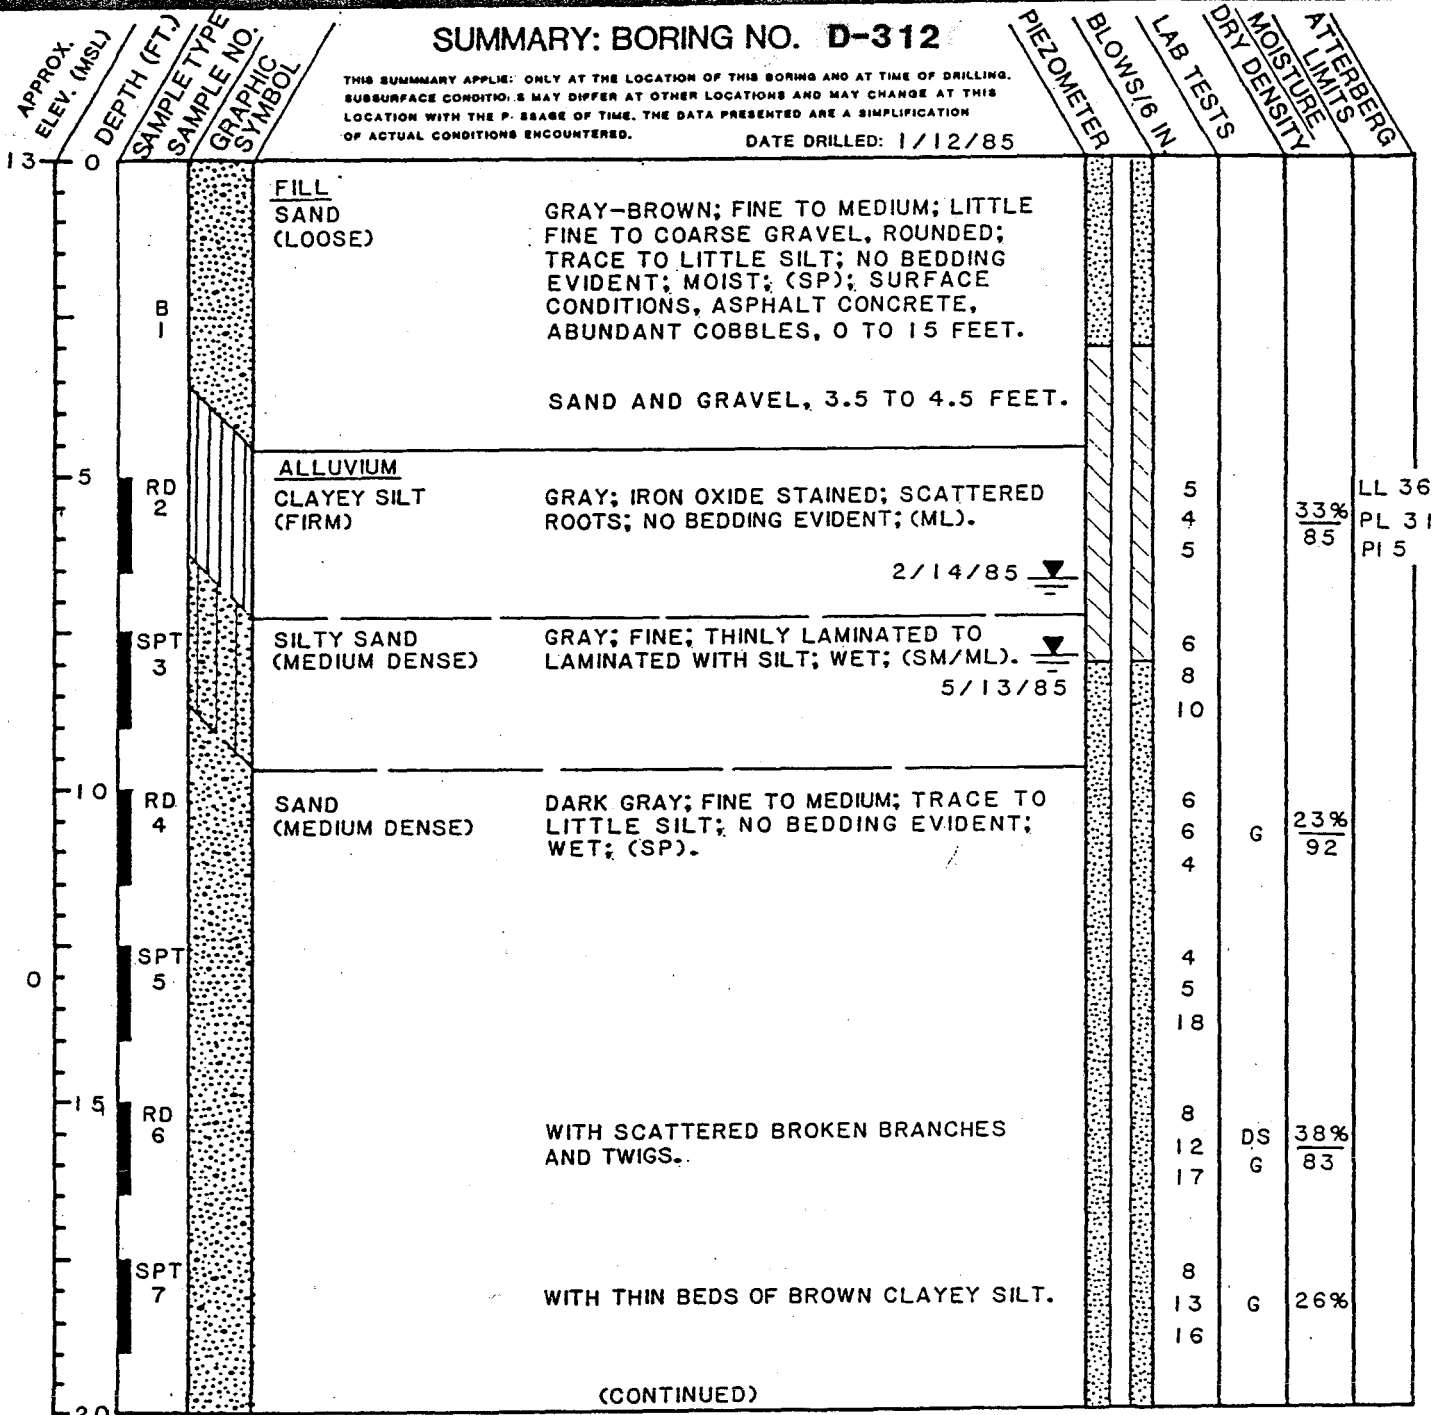 SUMMARY: BORING NO. D-312
THIS SUMMMARY APPLIE: ONLY AT THE LOCATION OF THIS BORING AND AT TIME OF DRILLING.
SUBSURFACE CONDITIO. S MAY DIFFER AT OTHER LOCATIONS AND MAY CHANGE AT THIS
LOCATION WITH THE P. SSAGE OF TIME. THE DATA PRESENTED ARE A SIMPLIFICATION
OF ACTUAL CONDITIONS ENCOUNTERED.
DATE DRILLED: 1/12/85
APPROX.
ELEV. (MSL)
DEPTH (FT.)
SAMPLE TYPE
SAMPLE NO.
GRAPHIC
SYMBOL
PIEZOMETER
BLOWS/6 IN.
LAB TESTS
DRY DENSITY
MOISTURE
ATTERBERG
LIMITS
13 0
FILL
SAND
(LOOSE)
GRAY-BROWN; FINE TO MEDIUM; LITTLE
FINE TO COARSE GRAVEL, ROUNDED;
TRACE TO LITTLE SILT; NO BEDDING
EVIDENT; MOIST; (SP); SURFACE
CONDITIONS, ASPHALT CONCRETE,
ABUNDANT COBBLES, 0 TO 15 FEET.
B
1
SAND AND GRAVEL, 3.5 TO 4.5 FEET.
5
RD
2
ALLUVIUM
CLAYEY SILT
(FIRM)
GRAY; IRON OXIDE STAINED; SCATTERED
ROOTS; NO BEDDING EVIDENT; (ML).
5
4
5
33%
85
LL 36
PL 31
PI 5
2/14/85
SPT
3
SILTY SAND
(MEDIUM DENSE)
GRAY; FINE; THINLY LAMINATED TO
LAMINATED WITH SILT; WET; (SM/ML).
5/13/85
6
8
10
10
RD
4
SAND
(MEDIUM DENSE)
DARK GRAY; FINE TO MEDIUM; TRACE TO
LITTLE SILT; NO BEDDING EVIDENT;
WET; (SP).
6
6
4
G
23%
92
0
SPT
5
4
5
18
15
RD
6
WITH SCATTERED BROKEN BRANCHES
AND TWIGS.
8
12
17
DS
G
38%
83
SPT
7
WITH THIN BEDS OF BROWN CLAYEY SILT.
8
13
16
G
26%
(CONTINUED)
20